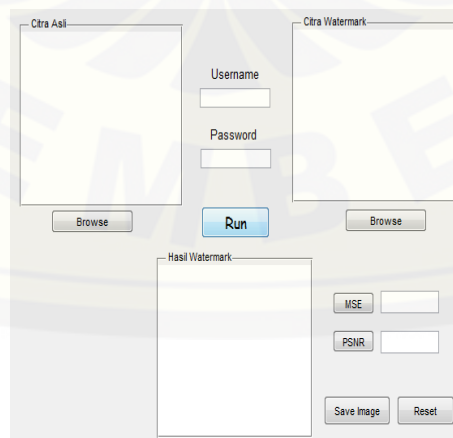 Citra Asli
Citra Watermark
Username
Password
Browse
Run
Browse
Hasil Watermark
MSE
PSNR
Save Image
Reset